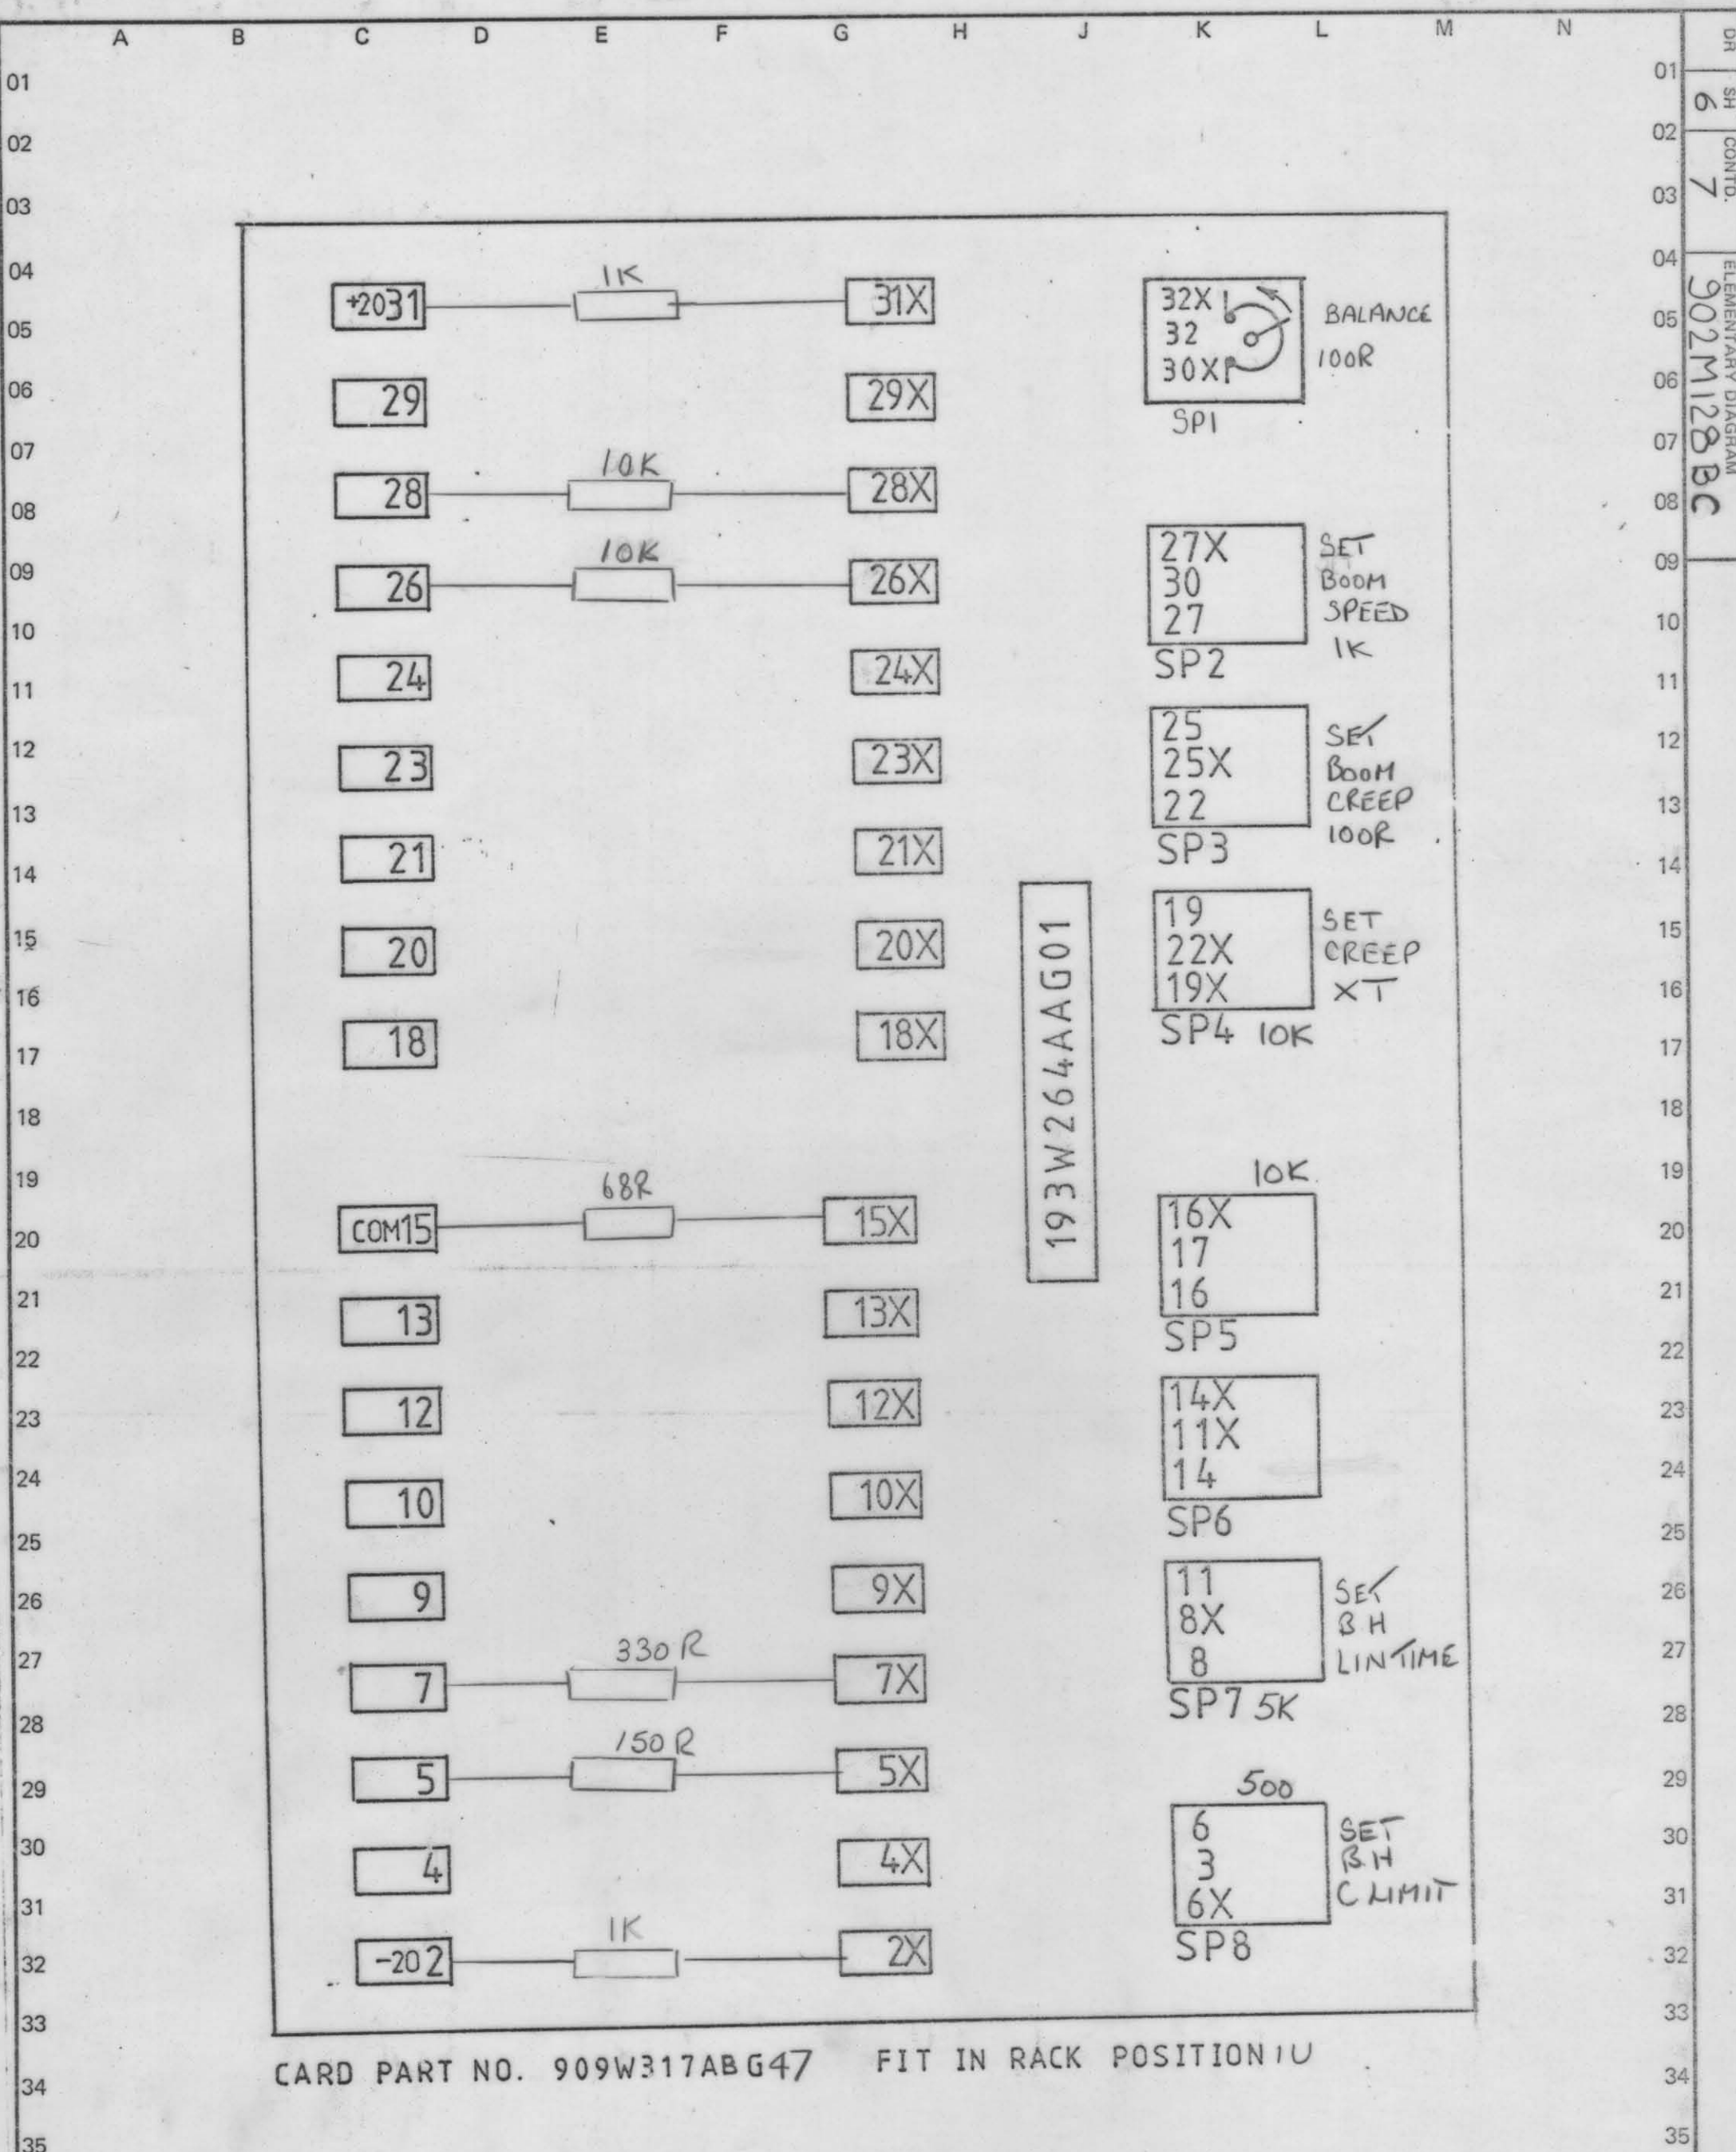 A B C D E F G H J K L M N
01 01
02 02
03 03
04 04
05 05
06 06
07 07
08 08
09 09
10 10
11 11
12 12
13 13
14 14
15 15
16 16
17 17
18 18
19 19
20 20
21 21
22 22
23 23
24 24
25 25
26 26
27 27
28 28
29 29
30 30
31 31
32 32
33 33
34 34
35 35
DR
SH 6
CONTD. 7
ELEMENTARY DIAGRAM
902M128BC
+20 31 1K 31X
29 29X
28 10K 28X
26 10K 26X
24 24X
23 23X
21 21X
20 20X
18 18X
COM15 68R 15X
13 13X
12 12X
10 10X
9 9X
7 330R 7X
5 150R 5X
4 4X
-20 2 1K 2X
193W264AAG01
32X
32
30X
SP1
BALANCE
100R
27X
30
27
SP2
SET
BOOM
SPEED
1K
25
25X
22
SP3
SET
BOOM
CREEP
100R
19
22X
19X
SP4 10K
SET
CREEP
XT
10K
16X
17
16
SP5
14X
11X
14
SP6
11
8X
8
SP7 5K
SET
BH
LINTIME
500
6
3
6X
SP8
SET
BH
C LIMIT
CARD PART NO. 909W317ABG47 FIT IN RACK POSITION 1U